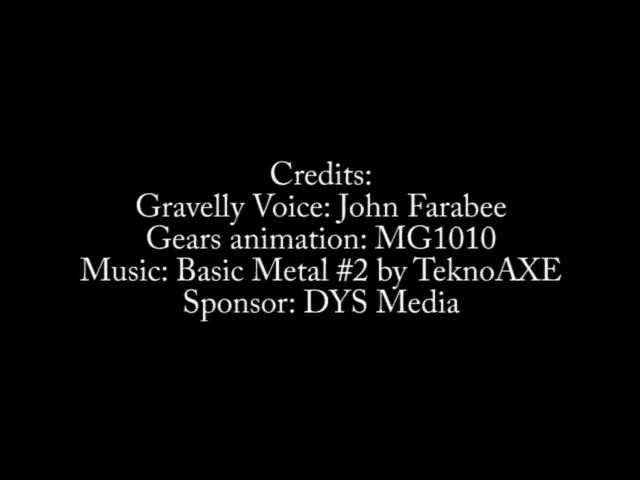 Credits:
Gravelly Voice: John Farabee
Gears animation: MG1010
Music: Basic Metal #2 by TeknoAXE
Sponsor: DYS Media